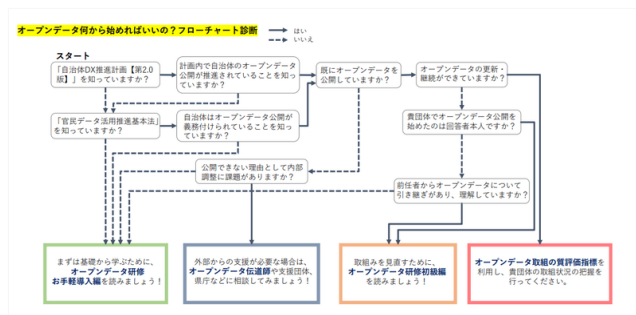 オープンデータ何から始めればいいの？フローチャート診断
はい
いいえ
スタート
「自治体DX推進計画【第2.0
版】」を知っていますか？
計画内で自治体のオープンデータ
公開が推進されていることを知っ
ていますか？
既にオープンデータを
公開していますか？
オープンデータの更新・
継続ができていますか？
「官民データ活用推進基本法」
を知っていますか？
自治体はオープンデータ公開が
義務付けられていることを知っ
ていますか？
貴団体でオープンデータ公開を
始めたのは回答者本人ですか？
公開できない理由として内部
調整に課題がありますか？
前任者からオープンデータについて
引き継ぎがあり、理解していますか？
まずは基礎から学ぶために、
オープンデータ研修
お手軽導入編を読みましょう！
外部からの支援が必要な場合は、
オープンデータ伝道師や支援団体、
県庁などに相談してみましょう！
取組みを見直すために、
オープンデータ研修初級編
を読みましょう！
オープンデータ取組の質評価指標を
利用し、貴団体の取組状況の把握を
行ってください。